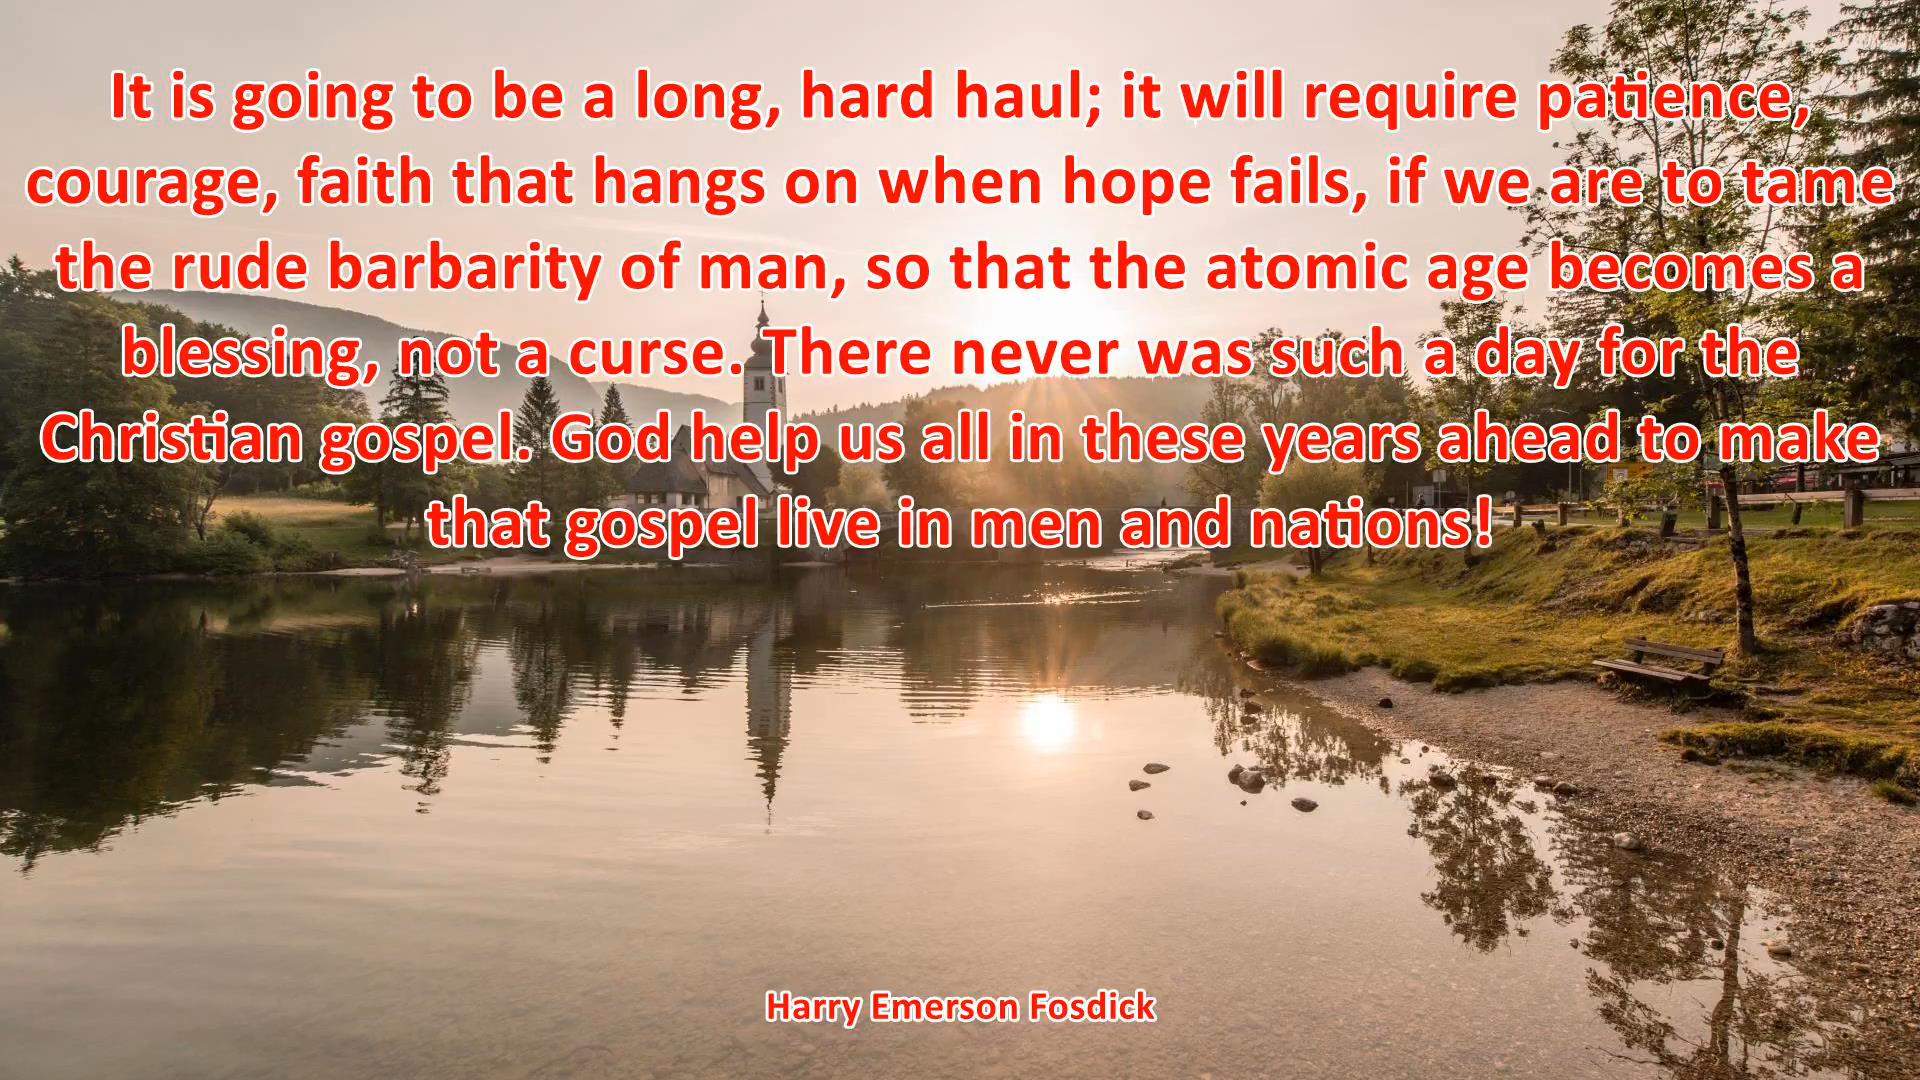 It is going to be a long, hard haul; it will require patience,
courage, faith that hangs on when hope fails, if we are to tame
the rude barbarity of man, so that the atomic age becomes a
blessing, not a curse. There never was such a day for the
Christian gospel. God help us all in these years ahead to make
that gospel live in men and nations!
Harry Emerson Fosdick